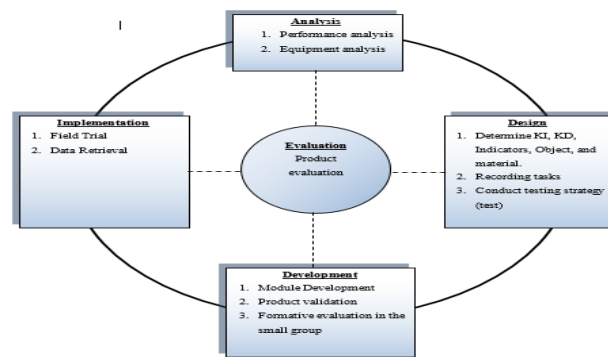 Analysis
1. Performance analysis
2. Equipment analysis
Implementation
1. Field Trial
2. Data Retrieval
Evaluation
Product
evaluation
Design
1. Determine KI, KD,
Indicators, Object, and
material.
2. Recording tasks
3. Conduct testing strategy
(test)
Development
1. Module Development
2. Product validation
3. Formative evaluation in the
small group